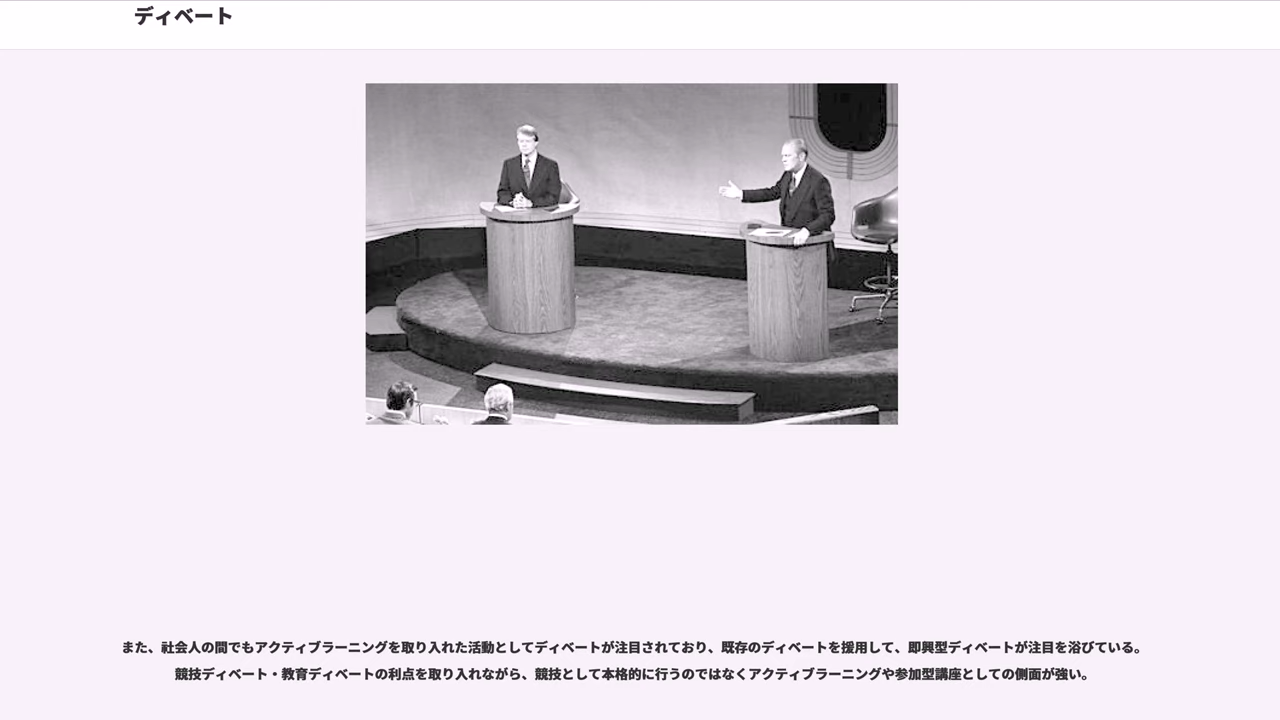 ディベート
また、社会人の間でもアクティブラーニングを取り入れた活動としてディベートが注目されており、既存のディベートを援用して、即興型ディベートが注目を浴びている。
競技ディベート・教育ディベートの利点を取り入れながら、競技として本格的に行うのではなくアクティブラーニングや参加型講座としての側面が強い。